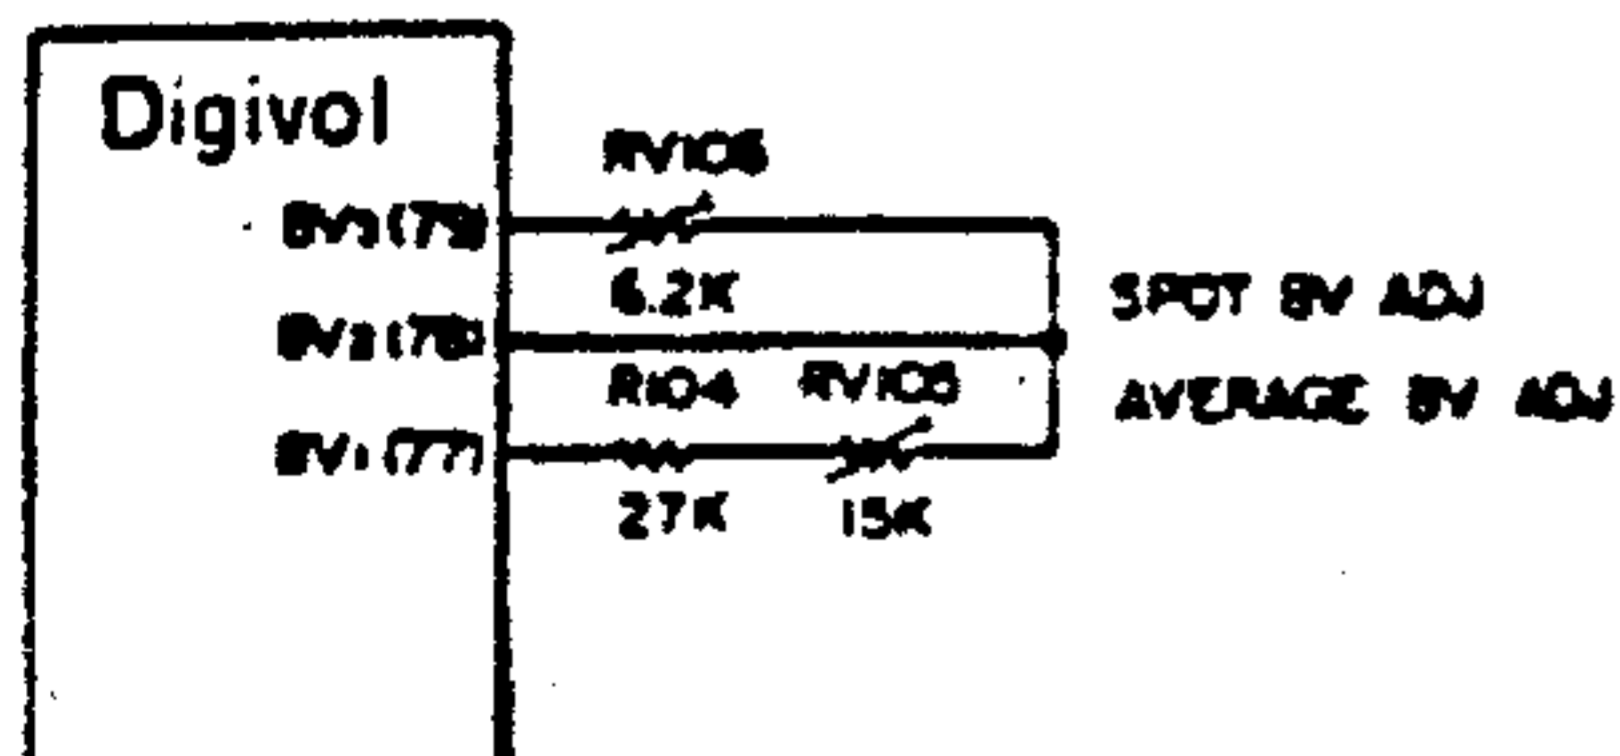 Digivol
RV106
BV3 (79)
6.2K
SPOT BV ADJ
BV2 (78)
R104 RV105
AVERAGE BV ADJ
BV1 (77)
27K 15K